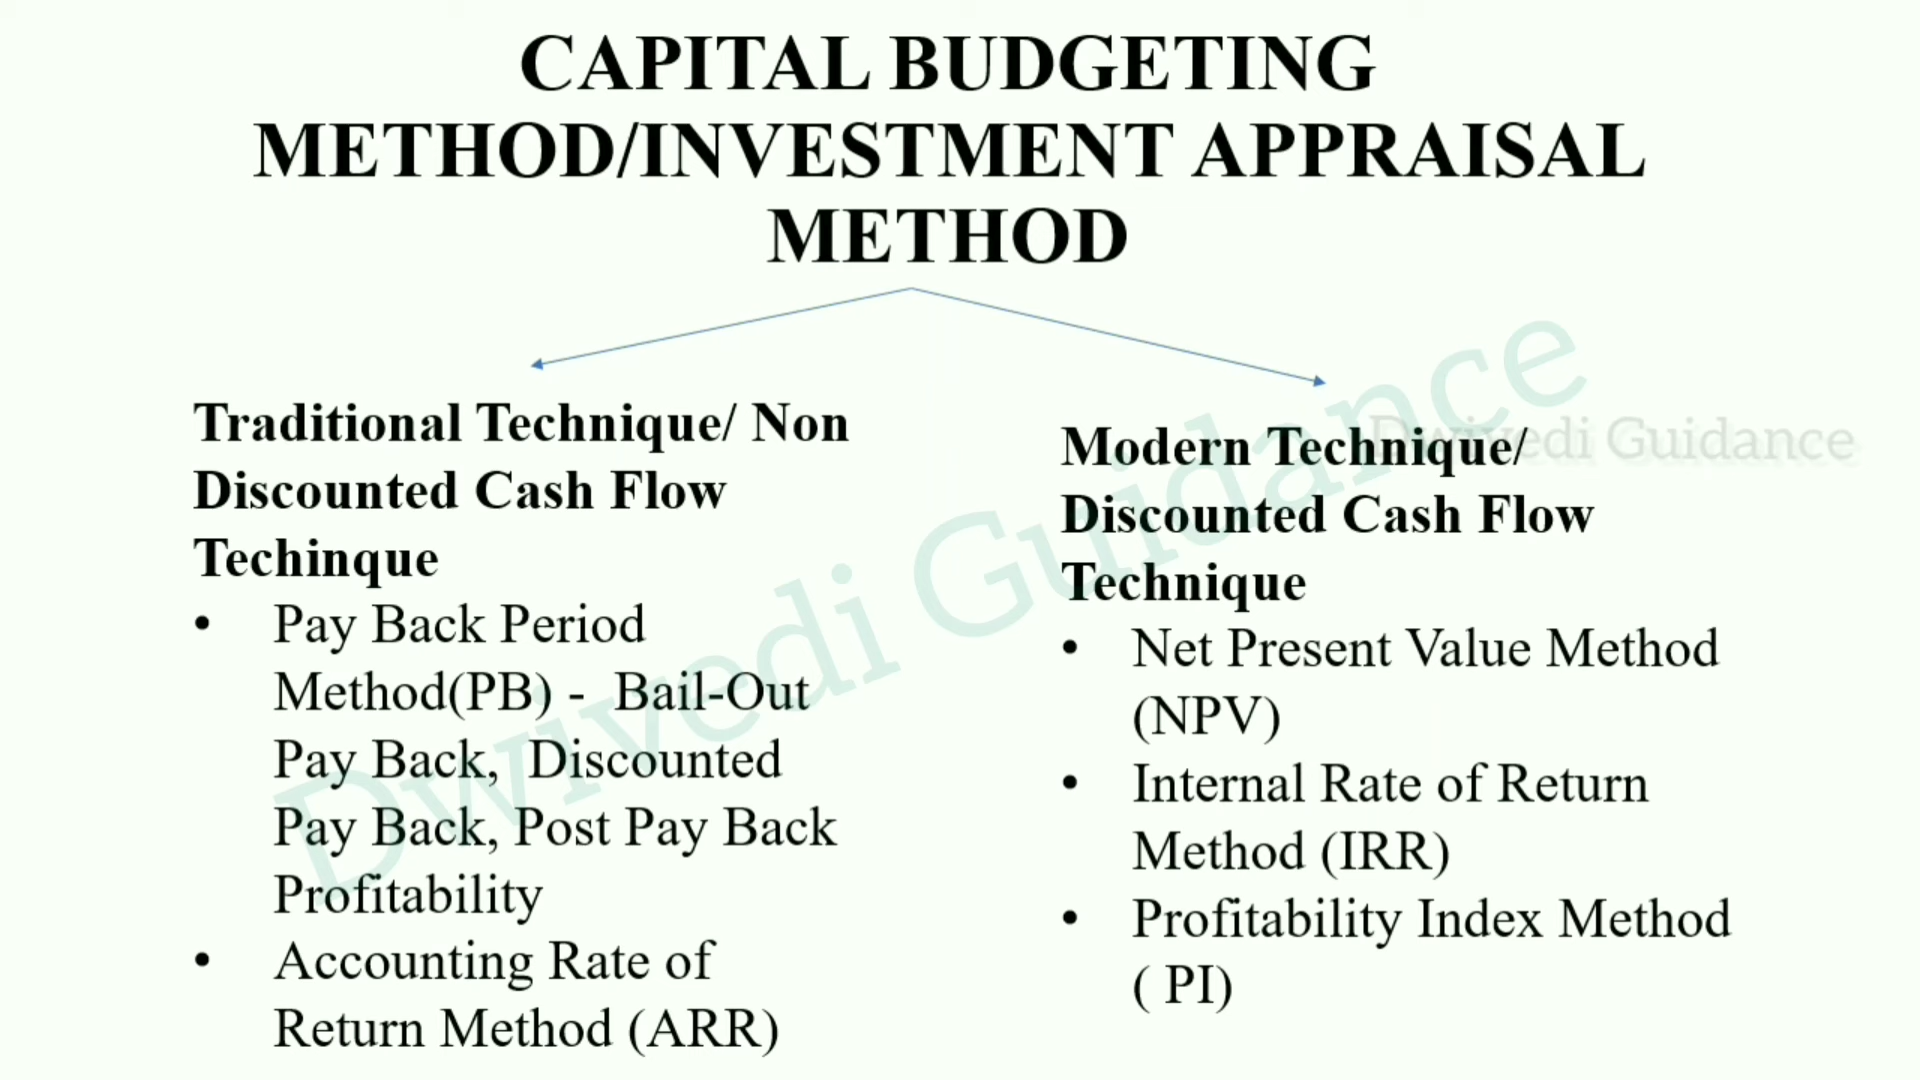 CAPITAL BUDGETING
METHOD/INVESTMENT APPRAISAL
METHOD
Traditional Technique/ Non
Discounted Cash Flow
Techinque
• Pay Back Period
Method(PB) - Bail-Out
Pay Back, Discounted
Pay Back, Post Pay Back
Profitability
• Accounting Rate of
Return Method (ARR)
Modern Technique/
Discounted Cash Flow
Technique
• Net Present Value Method
(NPV)
• Internal Rate of Return
Method (IRR)
• Profitability Index Method
( PI)
Dwivedi Guidance
Dwivedi Guidance